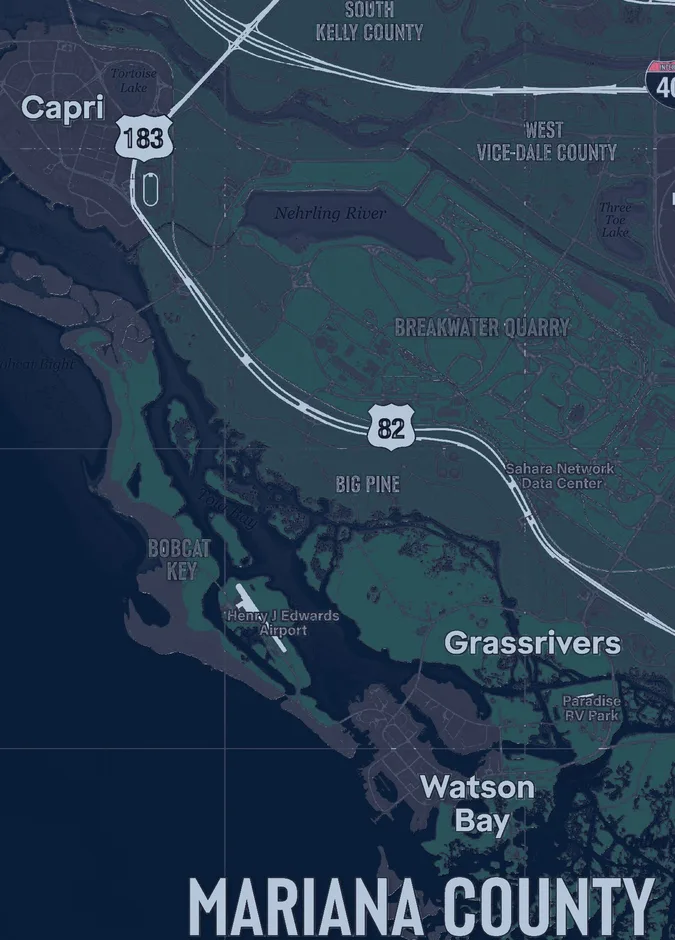 SOUTH
KELLY COUNTY
Tortoise
Lake
Capri
183
WEST
VICE-DALE COUNTY
Nehrling River
Three
Toe
Lake
BREAKWATER QUARRY
82
Sahara Network
Data Center
BIG PINE
BOBCAT
KEY
Henry J Edwards
Airport
Grassrivers
Paradise
RV Park
Watson
Bay
MARIANA COUNTY